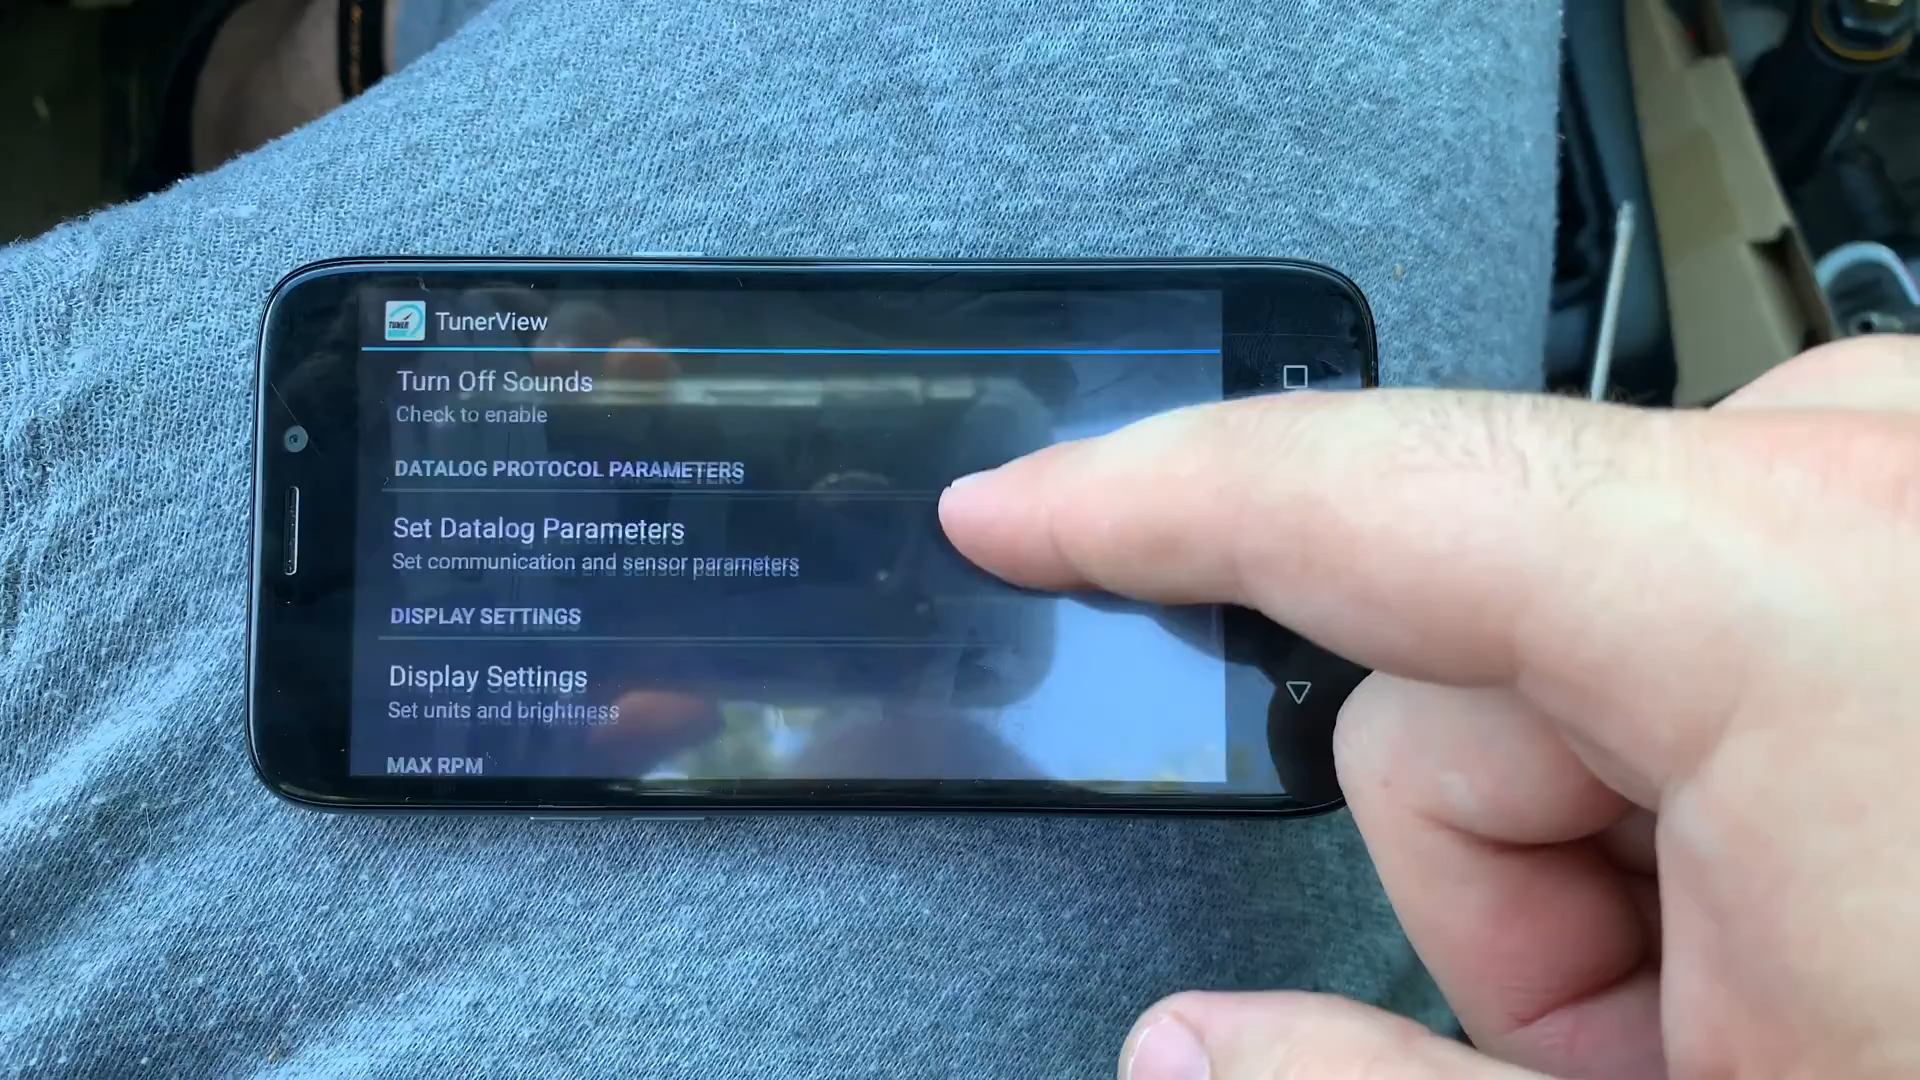 TunerView
Turn Off Sounds
Check to enable
DATALOG PROTOCOL PARAMETERS
Set Datalog Parameters
Set communication and sensor parameters
DISPLAY SETTINGS
Display Settings
Set units and brightness
MAX RPM